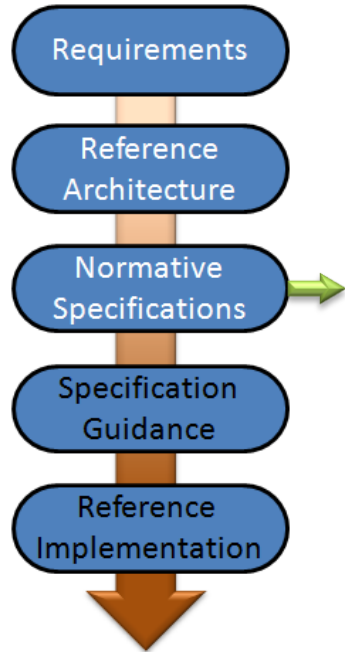 Requirements
Reference
Architecture
Normative
Specifications
Specification
Guidance
Reference
Implementation